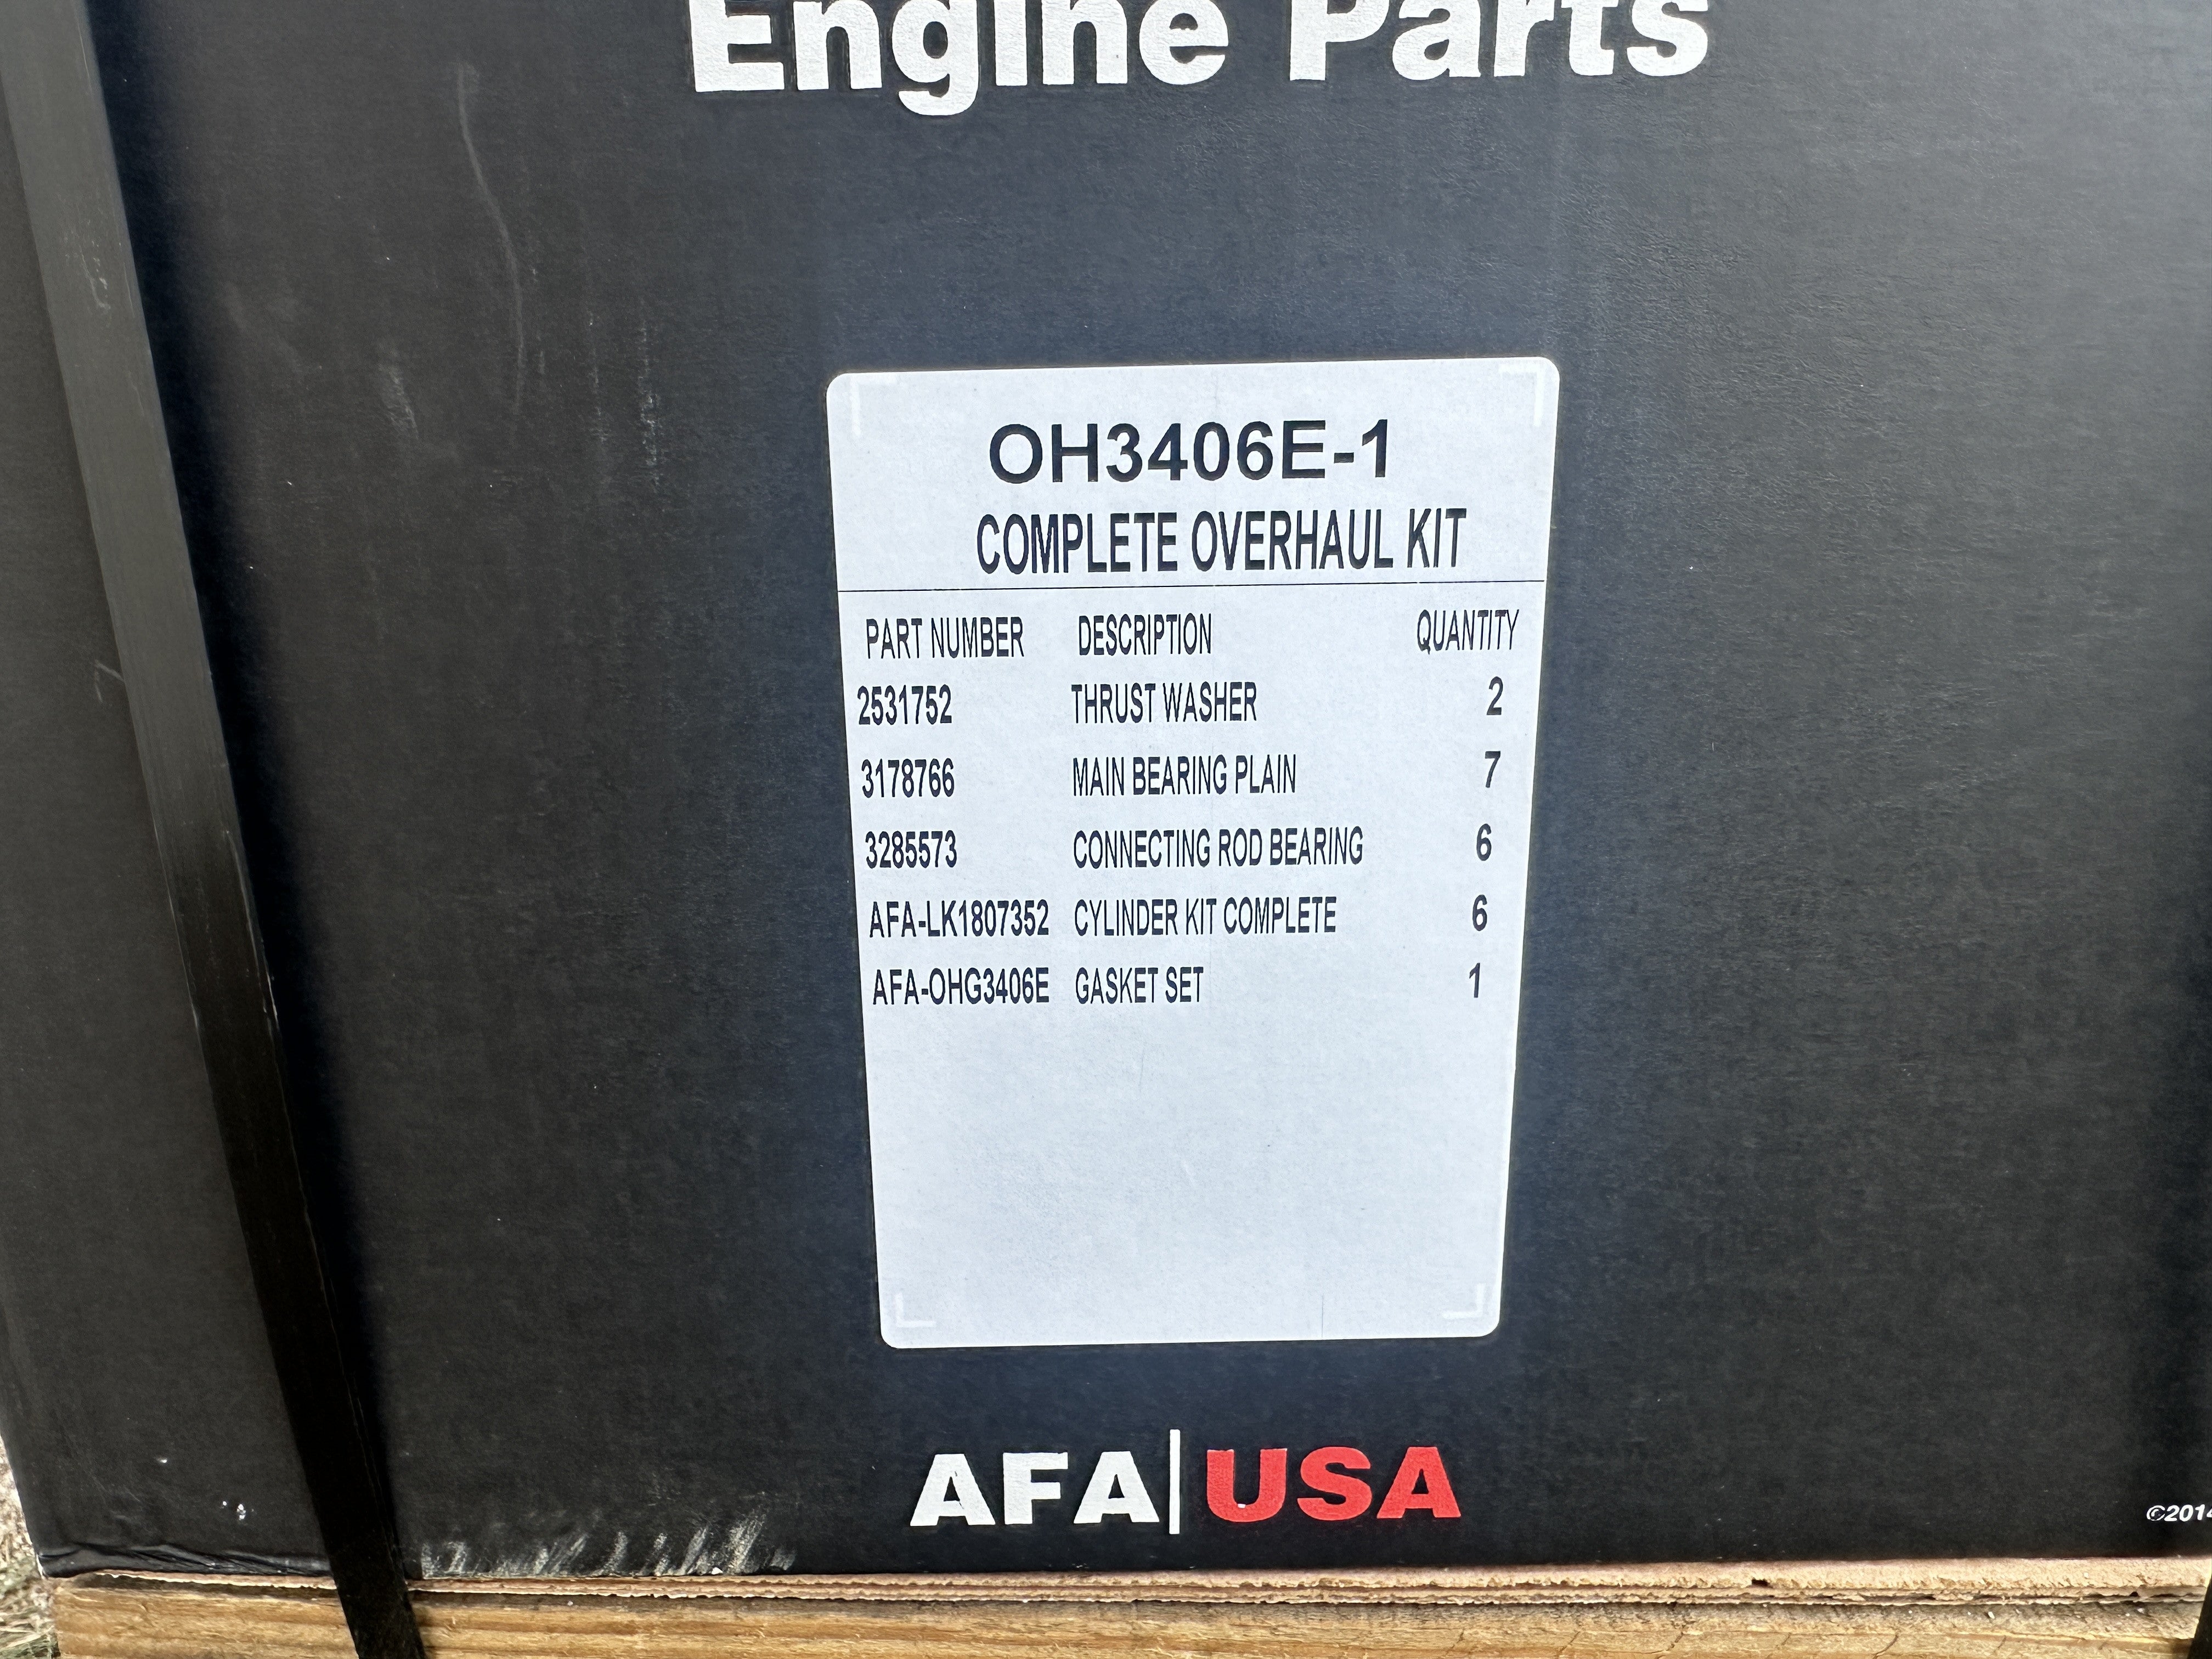 Engine Parts
OH3406E-1
COMPLETE OVERHAUL KIT
PART NUMBER DESCRIPTION QUANTITY
2531752 THRUST WASHER 2
3178766 MAIN BEARING PLAIN 7
3285573 CONNECTING ROD BEARING 6
AFA-LK1807352 CYLINDER KIT COMPLETE 6
AFA-OHG3406E GASKET SET 1
AFA|USA
©2014